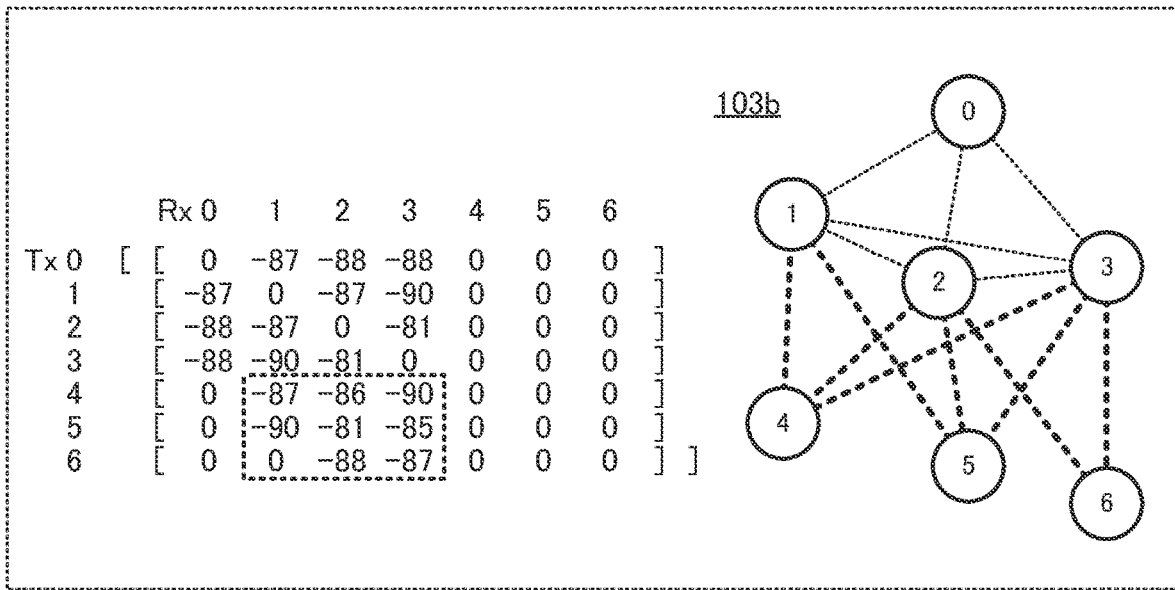 103b
Rx 0 1 2 3 4 5 6
Tx 0 [ [ 0 -87 -88 -88 0 0 0 ]
1 [ -87 0 -87 -90 0 0 0 ]
2 [ -88 -87 0 -81 0 0 0 ]
3 [ -88 -90 -81 0 0 0 0 ]
4 [ 0 -87 -86 -90 0 0 0 ]
5 [ 0 -90 -81 -85 0 0 0 ]
6 [ 0 0 -88 -87 0 0 0 ] ]
0
1
2
3
4
5
6